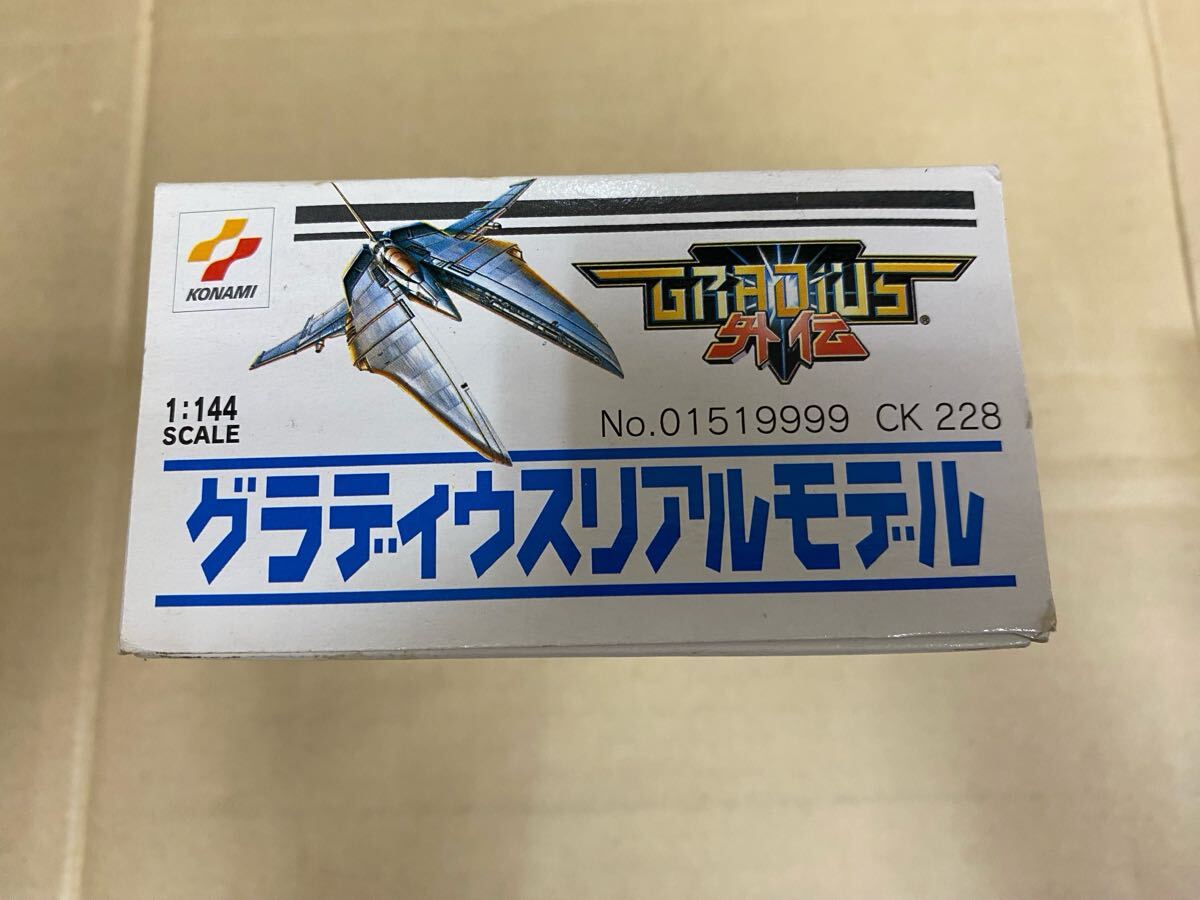 KONAMI
GRADIUS
外伝
®
1:144
SCALE
No.01519999 CK 228
グラディウスリアルモデル